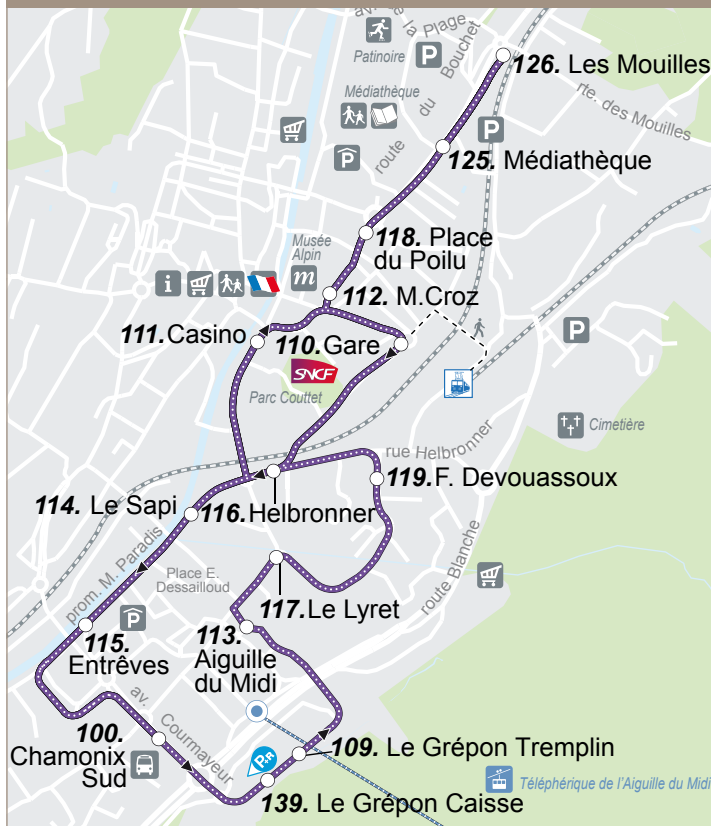 av.
la Plage
Patinoire
P
Bouchet
du
route
126. Les Mouilles
rte. des Mouilles
Médiathèque
P
P
125. Médiathèque
118. Place
du Poilu
Musée
Alpin
m
i
112. M.Croz
111. Casino
110. Gare
SNCF
P
Parc Couttet
Cimetière
rue Helbronner
119. F. Devouassoux
114. Le Sapi
116. Helbronner
prom. M. Paradis
Place E.
Dessailloud
route Blanche
117. Le Lyret
P
115.
Entrêves
113.
Aiguille
du Midi
av.
Courmayeur
100.
Chamonix
Sud
P+R
109. Le Grépon Tremplin
Téléphérique de l'Aiguille du Midi
139. Le Grépon Caisse